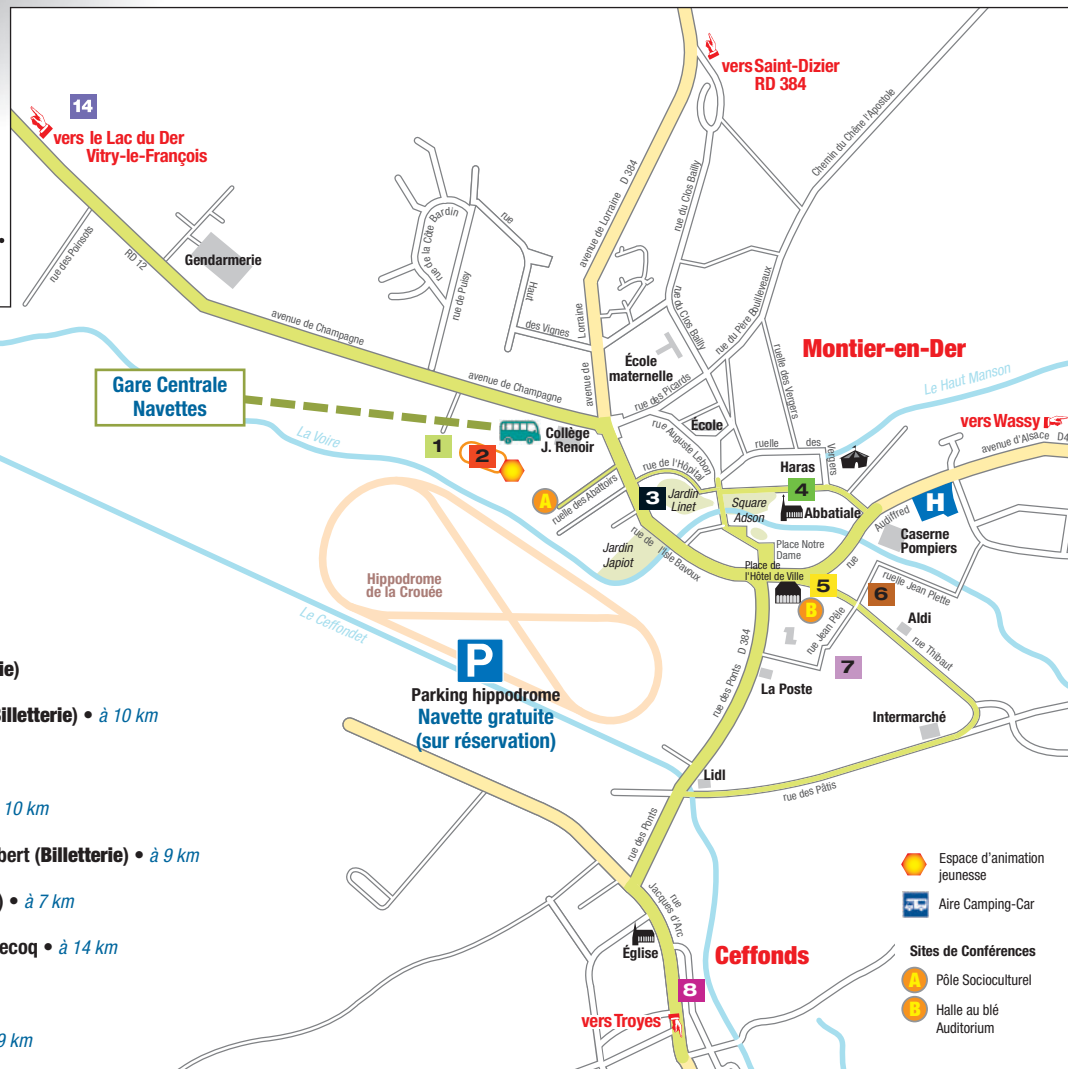 vers Saint-Dizier
RD 384
14
vers le Lac du Der
Vitry-le-François
Chemin du Chêne l'Apostole
rue des Poinsots
RD 12
Gendarmerie
rue de la Côte Bardin
rue de Puisy
rue
Haut
des Vignes
avenue de Lorraine D 384
rue du Clos Bailly
rue du Clos Bailly
rue du Père Bouilleveaux
avenue de Champagne
avenue de Champagne
avenue de
Lorraine
École
maternelle
rue des Picards
ruelle des Vergers
Montier-en-Der
Le Haut Manson
Gare Centrale
Navettes
La Voire
1
2
Collège
J. Renoir
rue Auguste Lebon
École
ruelle
des
Vergers
vers Wassy
avenue d'Alsace D4
A
ruelle des Abattoirs
rue de l'Hôpital
3
Jardin
Linet
Haras
4
Square
Adson
Abbatiale
H
Audiffred
rue
Caserne
Pompiers
Jardin
Japiot
rue de l'Isle Bavoux
Place Notre
Dame
Place de
l'Hôtel de Ville
5
B
6
ruelle Jean Plette
Aldi
rue Jean Pêle
rue Thibaut
7
La Poste
Hippodrome
de la Crouée
Le Ceffondet
P
Parking hippodrome
Navette gratuite
(sur réservation)
rue des Ponts D 384
Intermarché
Lidl
rue des Pâtis
rue des Ponts
rue
Jacques d'Arc
Église
Ceffonds
8
vers Troyes
ie)
Billetterie) • à 10 km
10 km
bert (Billetterie) • à 9 km
) • à 7 km
ecoq • à 14 km
9 km
Espace d'animation
jeunesse
Aire Camping-Car
Sites de Conférences
A Pôle Socioculturel
B Halle au blé
Auditorium